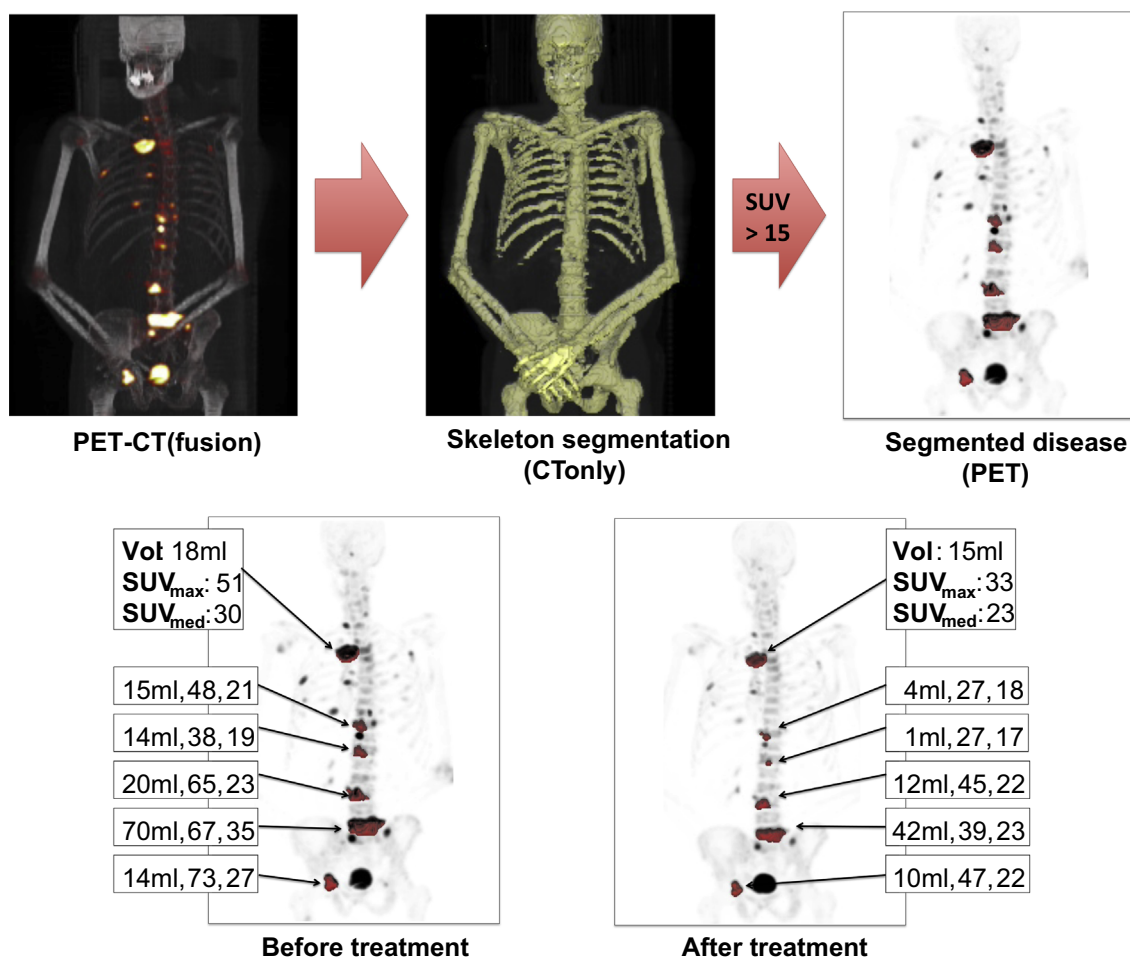 SUV
> 15
PET-CT(fusion)
Skeleton segmentation
(CTonly)
Segmented disease
(PET)
Vol: 18ml
SUVmax: 51
SUVmed:30
15ml,48,21
14ml,38,19
20ml,65,23
70ml,67,35
14ml,73,27
Before treatment
Vol: 15ml
SUVmax: 33
SUVmed:23
4ml,27,18
1ml,27,17
12ml,45,22
42ml,39,23
10ml,47,22
After treatment